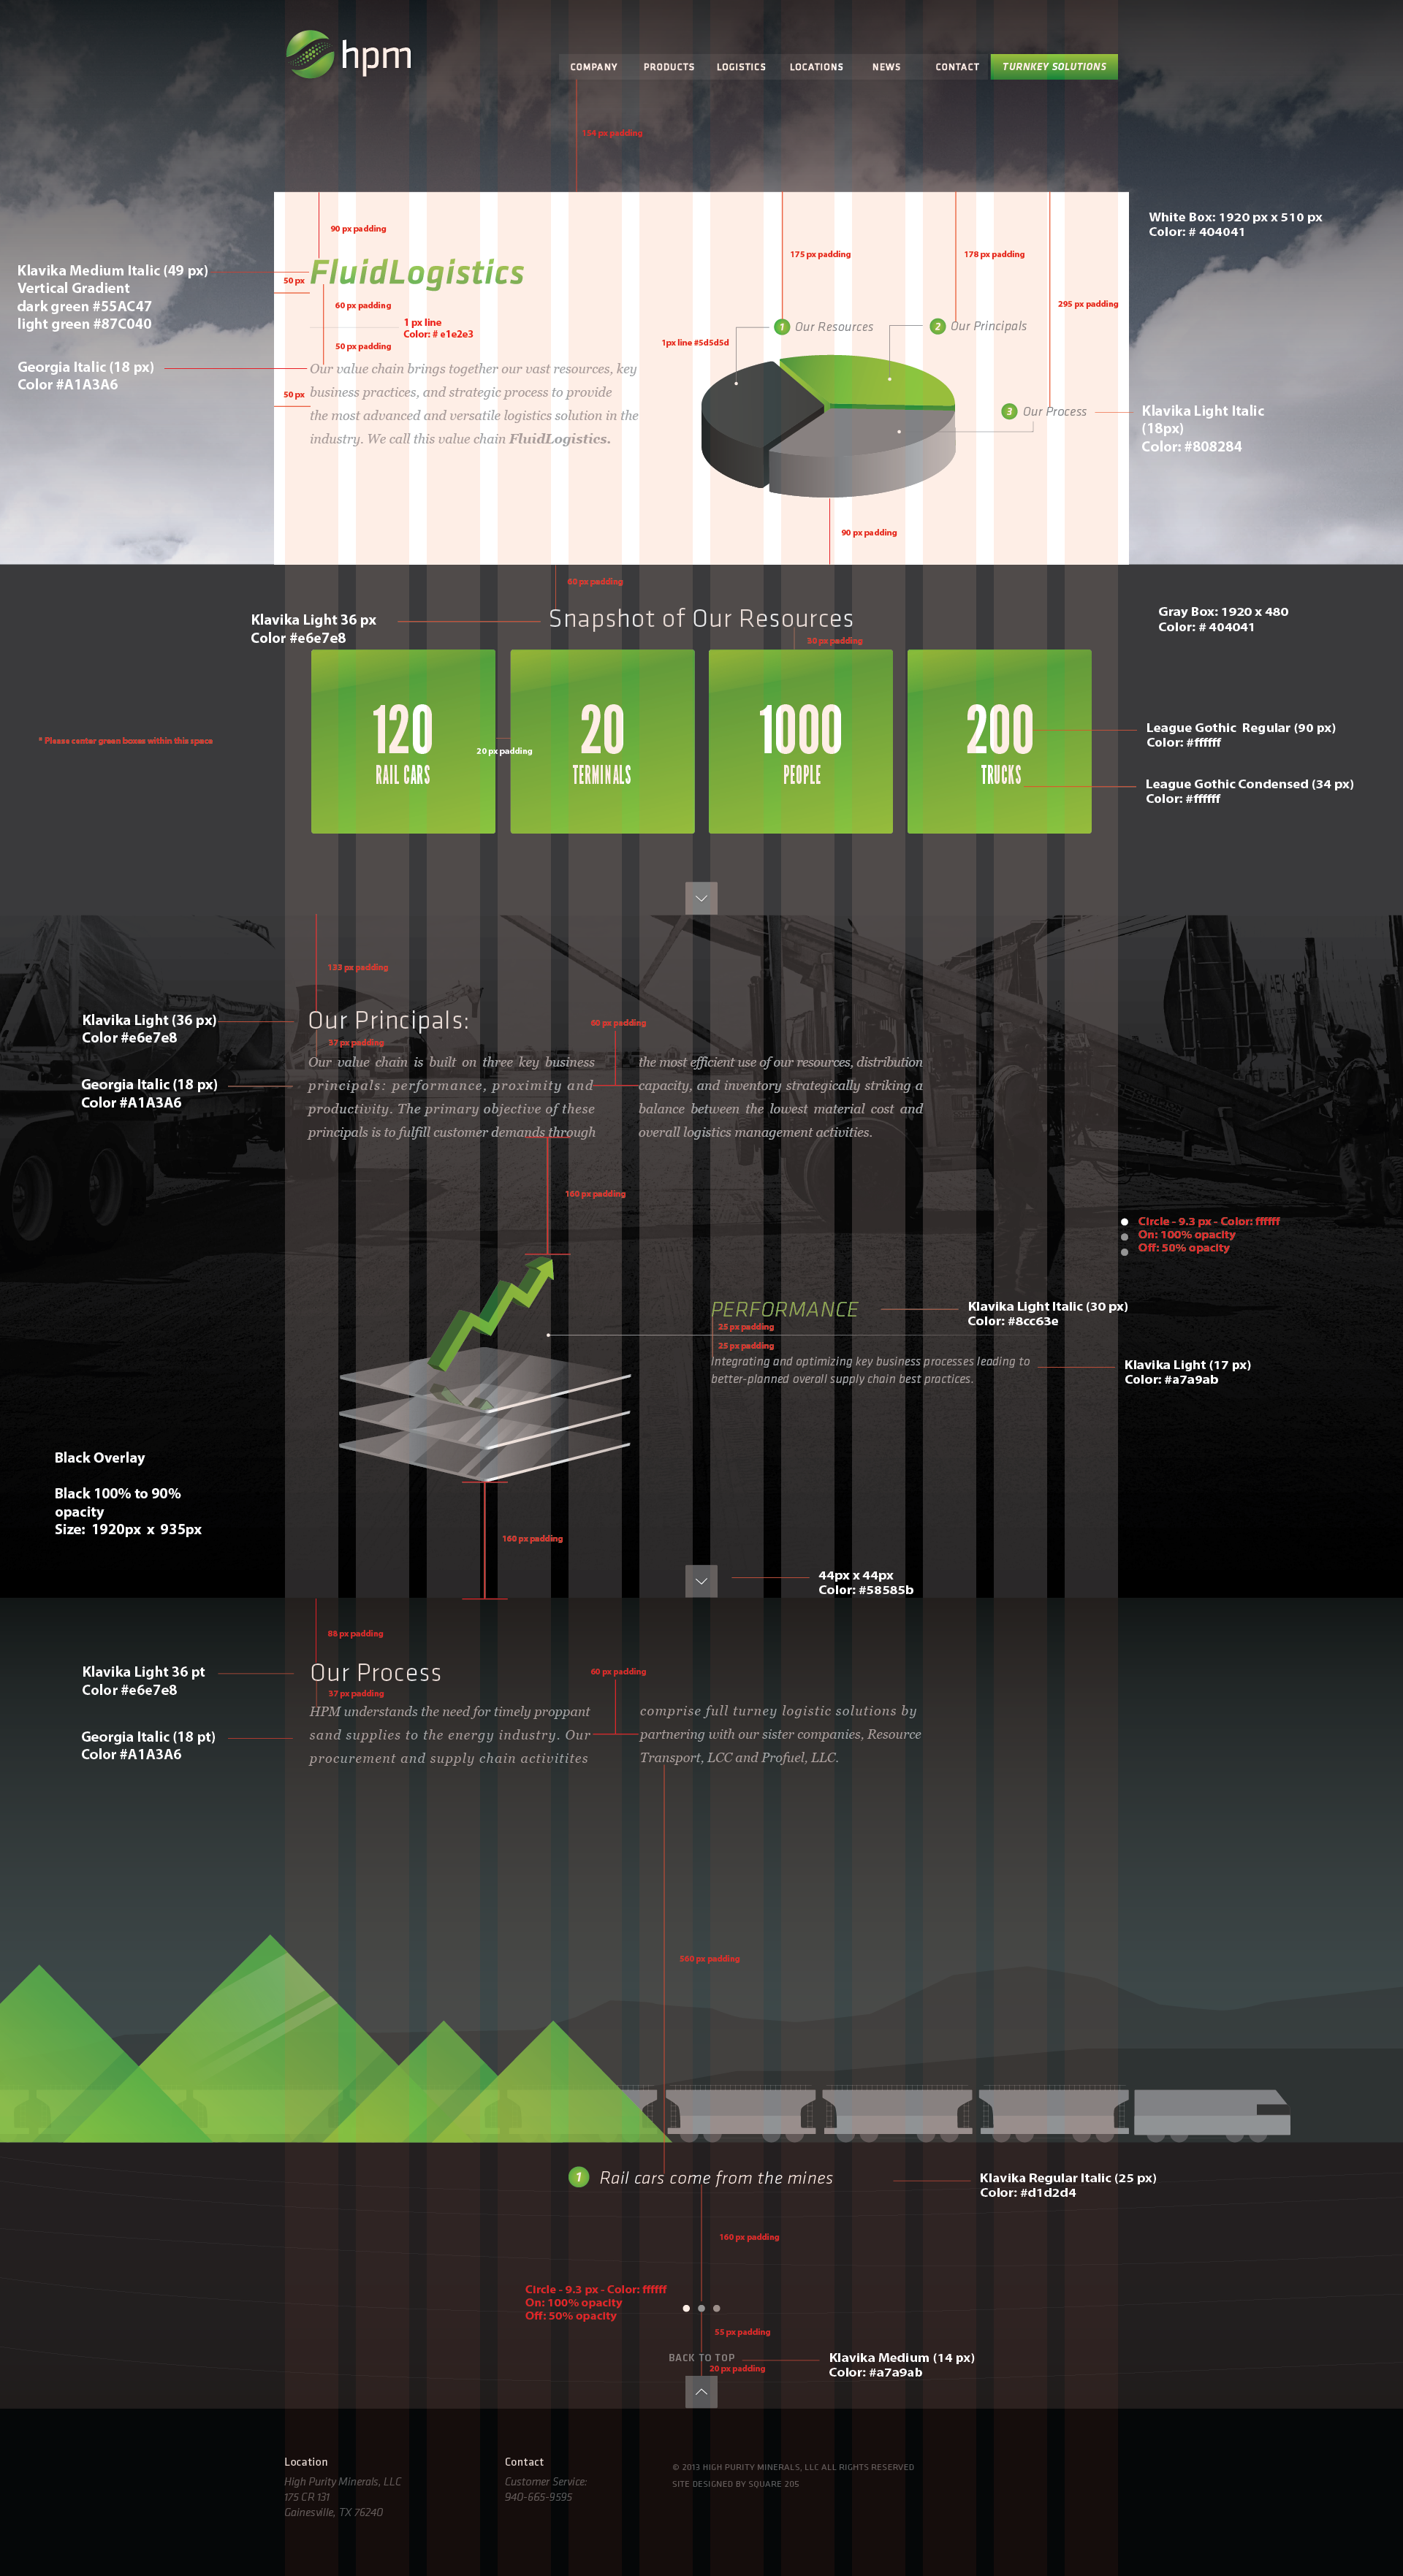 hpm
COMPANY PRODUCTS LOGISTICS LOCATIONS NEWS CONTACT TURNKEY SOLUTIONS
154 px padding
White Box: 1920 px x 510 px
Color: # 404041
90 px padding
175 px padding
178 px padding
Klavika Medium Italic (49 px)
Vertical Gradient
dark green #55AC47
light green #87C040
FluidLogistics
50 px
60 px padding
295 px padding
1 px line
Color: # e1e2e3
50 px padding
1 Our Resources
2 Our Principals
1px line #5d5d5d
Georgia Italic (18 px)
Color #A1A3A6
50 px
Our value chain brings together our vast resources, key
business practices, and strategic process to provide
the most advanced and versatile logistics solution in the
industry. We call this value chain FluidLogistics.
3 Our Process
Klavika Light Italic
(18px)
Color: #808284
90 px padding
60 px padding
Klavika Light 36 px
Color #e6e7e8
Snapshot of Our Resources
Gray Box: 1920 x 480
Color: # 404041
30 px padding
120
RAIL CARS
20
TERMINALS
1000
PEOPLE
200
TRUCKS
20 px padding
* Please center green boxes within this space
League Gothic Regular (90 px)
Color: #ffffff
League Gothic Condensed (34 px)
Color: #ffffff
133 px padding
Klavika Light (36 px)
Color #e6e7e8
Our Principals:
60 px padding
37 px padding
Georgia Italic (18 px)
Color #A1A3A6
Our value chain is built on three key business
principals: performance, proximity and
productivity. The primary objective of these
principals is to fulfill customer demands through
the most efficient use of our resources, distribution
capacity, and inventory strategically striking a
balance between the lowest material cost and
overall logistics management activities.
160 px padding
Circle - 9.3 px - Color: ffffff
On: 100% opacity
Off: 50% opacity
PERFORMANCE
Klavika Light Italic (30 px)
Color: #8cc63e
25 px padding
25 px padding
Integrating and optimizing key business processes leading to
better-planned overall supply chain best practices.
Klavika Light (17 px)
Color: #a7a9ab
Black Overlay
Black 100% to 90%
opacity
Size: 1920px x 935px
160 px padding
44px x 44px
Color: #58585b
88 px padding
Klavika Light 36 pt
Color #e6e7e8
Our Process
60 px padding
37 px padding
Georgia Italic (18 pt)
Color #A1A3A6
HPM understands the need for timely proppant
sand supplies to the energy industry. Our
procurement and supply chain activitites
comprise full turney logistic solutions by
partnering with our sister companies, Resource
Transport, LCC and Profuel, LLC.
560 px padding
1 Rail cars come from the mines
Klavika Regular Italic (25 px)
Color: #d1d2d4
160 px padding
Circle - 9.3 px - Color: ffffff
On: 100% opacity
Off: 50% opacity
55 px padding
BACK TO TOP
20 px padding
Klavika Medium (14 px)
Color: #a7a9ab
Location
High Purity Minerals, LLC
175 CR 131
Gainesville, TX 76240
Contact
Customer Service:
940-665-9595
© 2013 HIGH PURITY MINERALS, LLC ALL RIGHTS RESERVED
SITE DESIGNED BY SQUARE 205